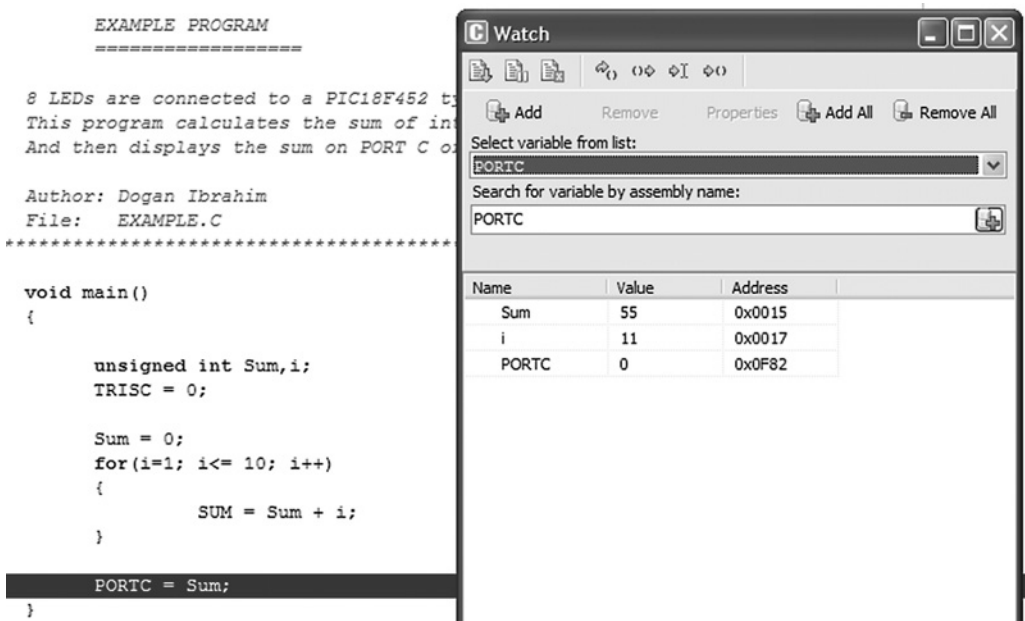 EXAMPLE PROGRAM
===================
8 LEDs are connected to a PIC18F452 ty
This program calculates the sum of int
And then displays the sum on PORT C o
Author: Dogan Ibrahim
File: EXAMPLE.C
******************************************
void main()
{
unsigned int Sum,i;
TRISC = 0;
Sum = 0;
for(i=1; i<= 10; i++)
{
SUM = Sum + i;
}
PORTC = Sum;
}
Watch
Add Remove Properties Add All Remove All
Select variable from list:
PORTC
Search for variable by assembly name:
PORTC
Name Value Address
Sum 55 0x0015
i 11 0x0017
PORTC 0 0x0F82